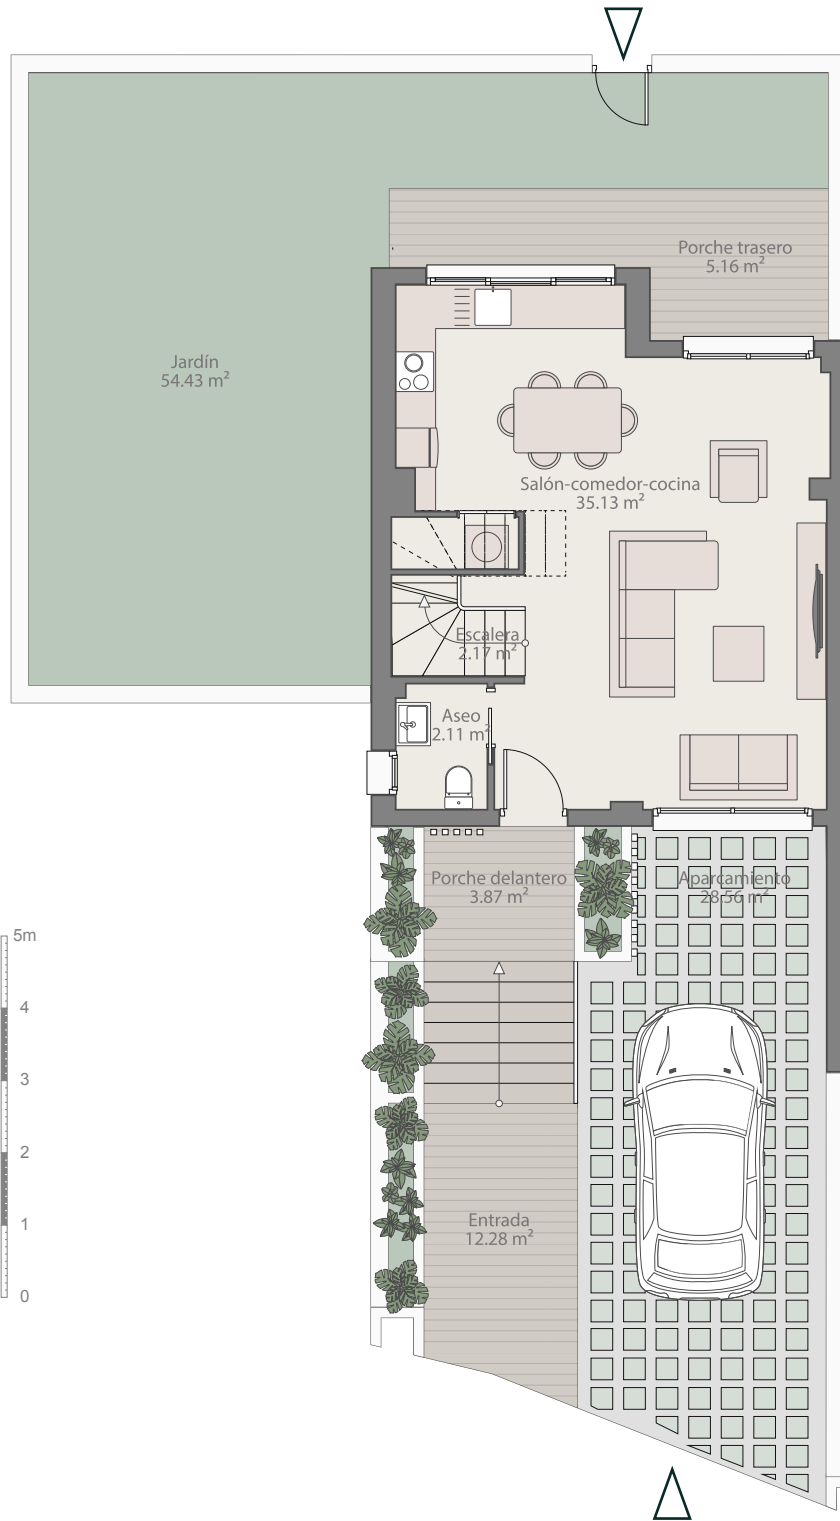 Porche trasero
5.16 m²
Jardín
54.43 m²
Salón-comedor-cocina
35.13 m²
Escalera
2.17 m²
Aseo
2.11 m²
Porche delantero
3.87 m²
Aparcamiento
28.56 m²
5m
4
3
2
1
0
Entrada
12.28 m²